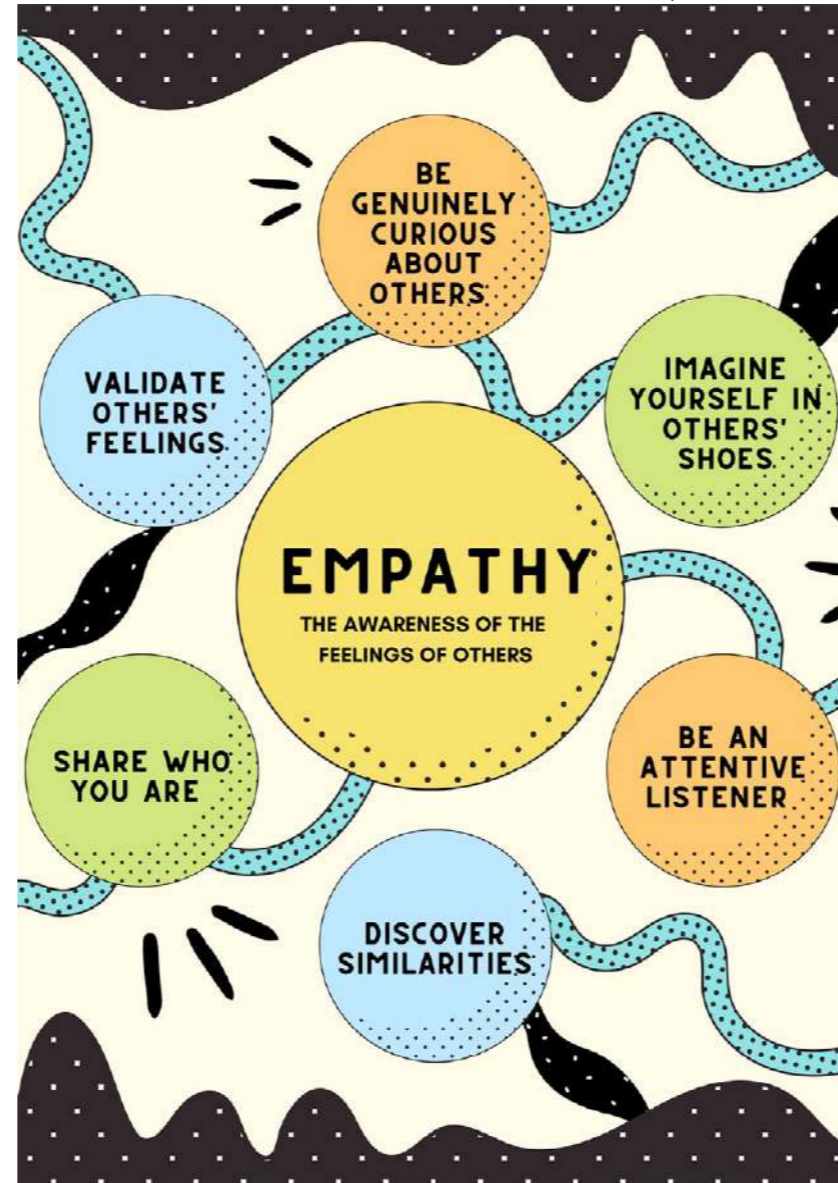 BE
GENUINELY
CURIOUS
ABOUT
OTHERS
VALIDATE
OTHERS'
FEELINGS
IMAGINE
YOURSELF IN
OTHERS'
SHOES
EMPATHY
THE AWARENESS OF THE
FEELINGS OF OTHERS
SHARE WHO
YOU ARE
BE AN
ATTENTIVE
LISTENER
DISCOVER
SIMILARITIES